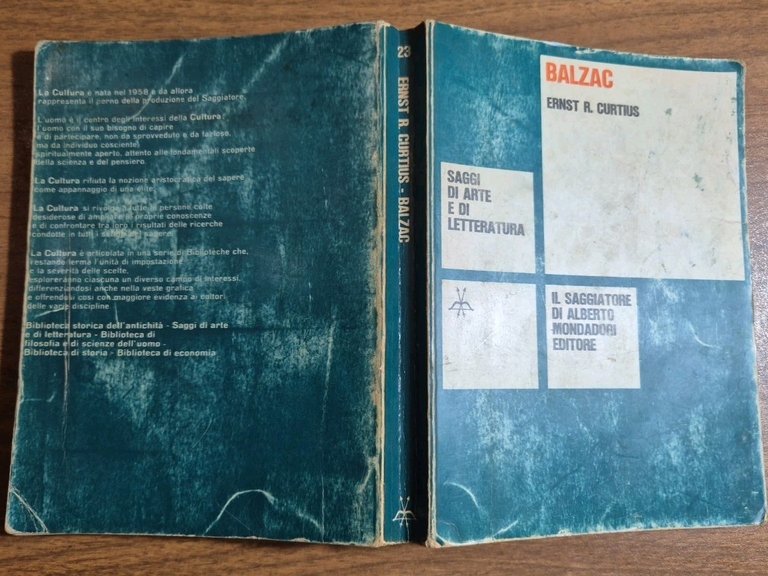 La Cultura è nata nel 1958 e da allora
rappresenta il perno della produzione del Saggiatore.
L'uomo è il centro degli interessi della Cultura:
l'uomo con il suo bisogno di capire
e di partecipare, non da sprovveduto e da fazioso,
ma da individuo cosciente,
spiritualmente aperto, attento alle fondamentali scoperte
della scienza e del pensiero.
La Cultura rifiuta la nozione aristocratica del sapere
come appannaggio di una élite.
La Cultura si rivolge a tutte le persone colte
desiderose di ampliare le proprie conoscenze
e di confrontare tra loro i risultati delle ricerche
condotte in tutti i settori del sapere.
La Cultura è articolata in una serie di Biblioteche che,
restando ferma l'unità di impostazione
e la severità delle scelte,
esploreranno ciascuna un diverso campo di interessi,
differenziandosi anche nella veste grafica
e offrendosi così con maggiore evidenza ai cultori
delle varie discipline.
Biblioteca storica dell'antichità - Saggi di arte
e di letteratura - Biblioteca di
filosofia e di scienze dell'uomo -
Biblioteca di storia - Biblioteca di economia
23
ERNST R. CURTIUS - BALZAC
BALZAC
ERNST R. CURTIUS
SAGGI
DI ARTE
E DI
LETTERATURA
IL SAGGIATORE
DI ALBERTO
MONDADORI
EDITORE